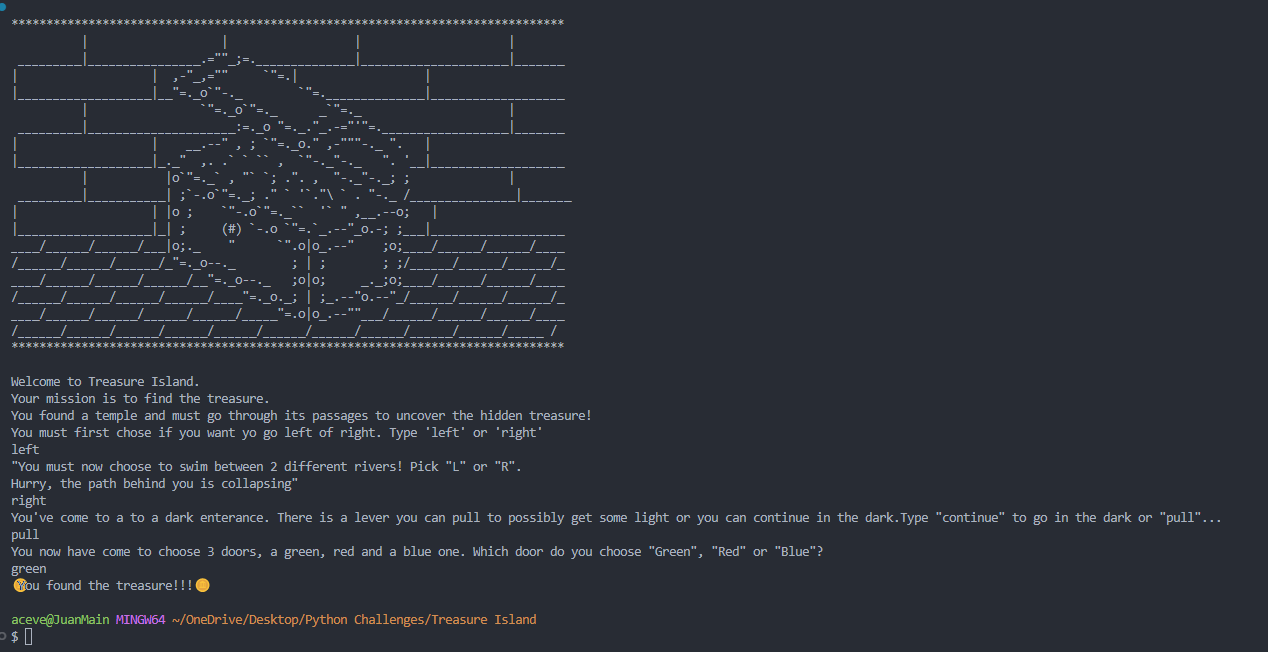 Welcome to Treasure Island.
Your mission is to find the treasure.
You found a temple and must go through its passages to uncover the hidden treasure!
You must first chose if you want yo go left of right. Type 'left' or 'right'
left
"You must now choose to swim between 2 different rivers! Pick "L" or "R".
Hurry, the path behind you is collapsing"
right
You've come to a to a dark enterance. There is a lever you can pull to possibly get some light or you can continue in the dark.Type "continue" to go in the dark or "pull"...
pull
You now have come to choose 3 doors, a green, red and a blue one. Which door do you choose "Green", "Red" or "Blue"?
green
You found the treasure!!!
aceve@JuanMain MINGW64 ~/OneDrive/Desktop/Python Challenges/Treasure Island
$